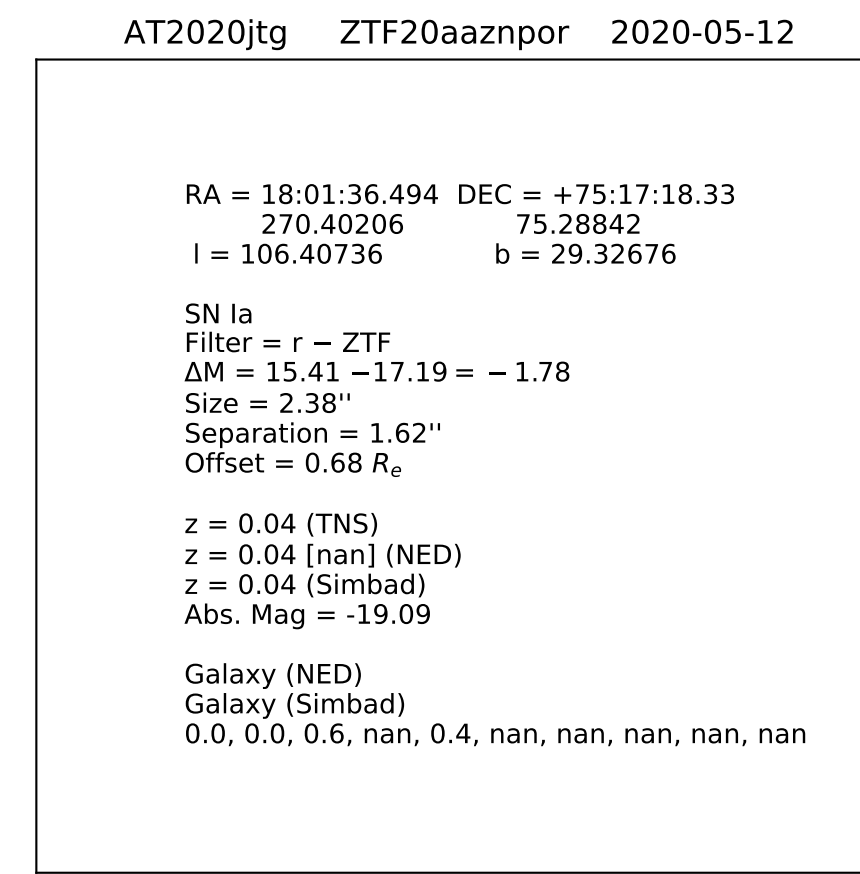 AT2020jtg ZTF20aaznpor 2020-05-12
RA = 18:01:36.494 DEC = +75:17:18.33
270.40206 75.28842
l = 106.40736 b = 29.32676
SN Ia
Filter = r − ZTF
ΔM = 15.41 −17.19 = − 1.78
Size = 2.38''
Separation = 1.62''
Offset = 0.68 Rₑ
z = 0.04 (TNS)
z = 0.04 [nan] (NED)
z = 0.04 (Simbad)
Abs. Mag = -19.09
Galaxy (NED)
Galaxy (Simbad)
0.0, 0.0, 0.6, nan, 0.4, nan, nan, nan, nan, nan